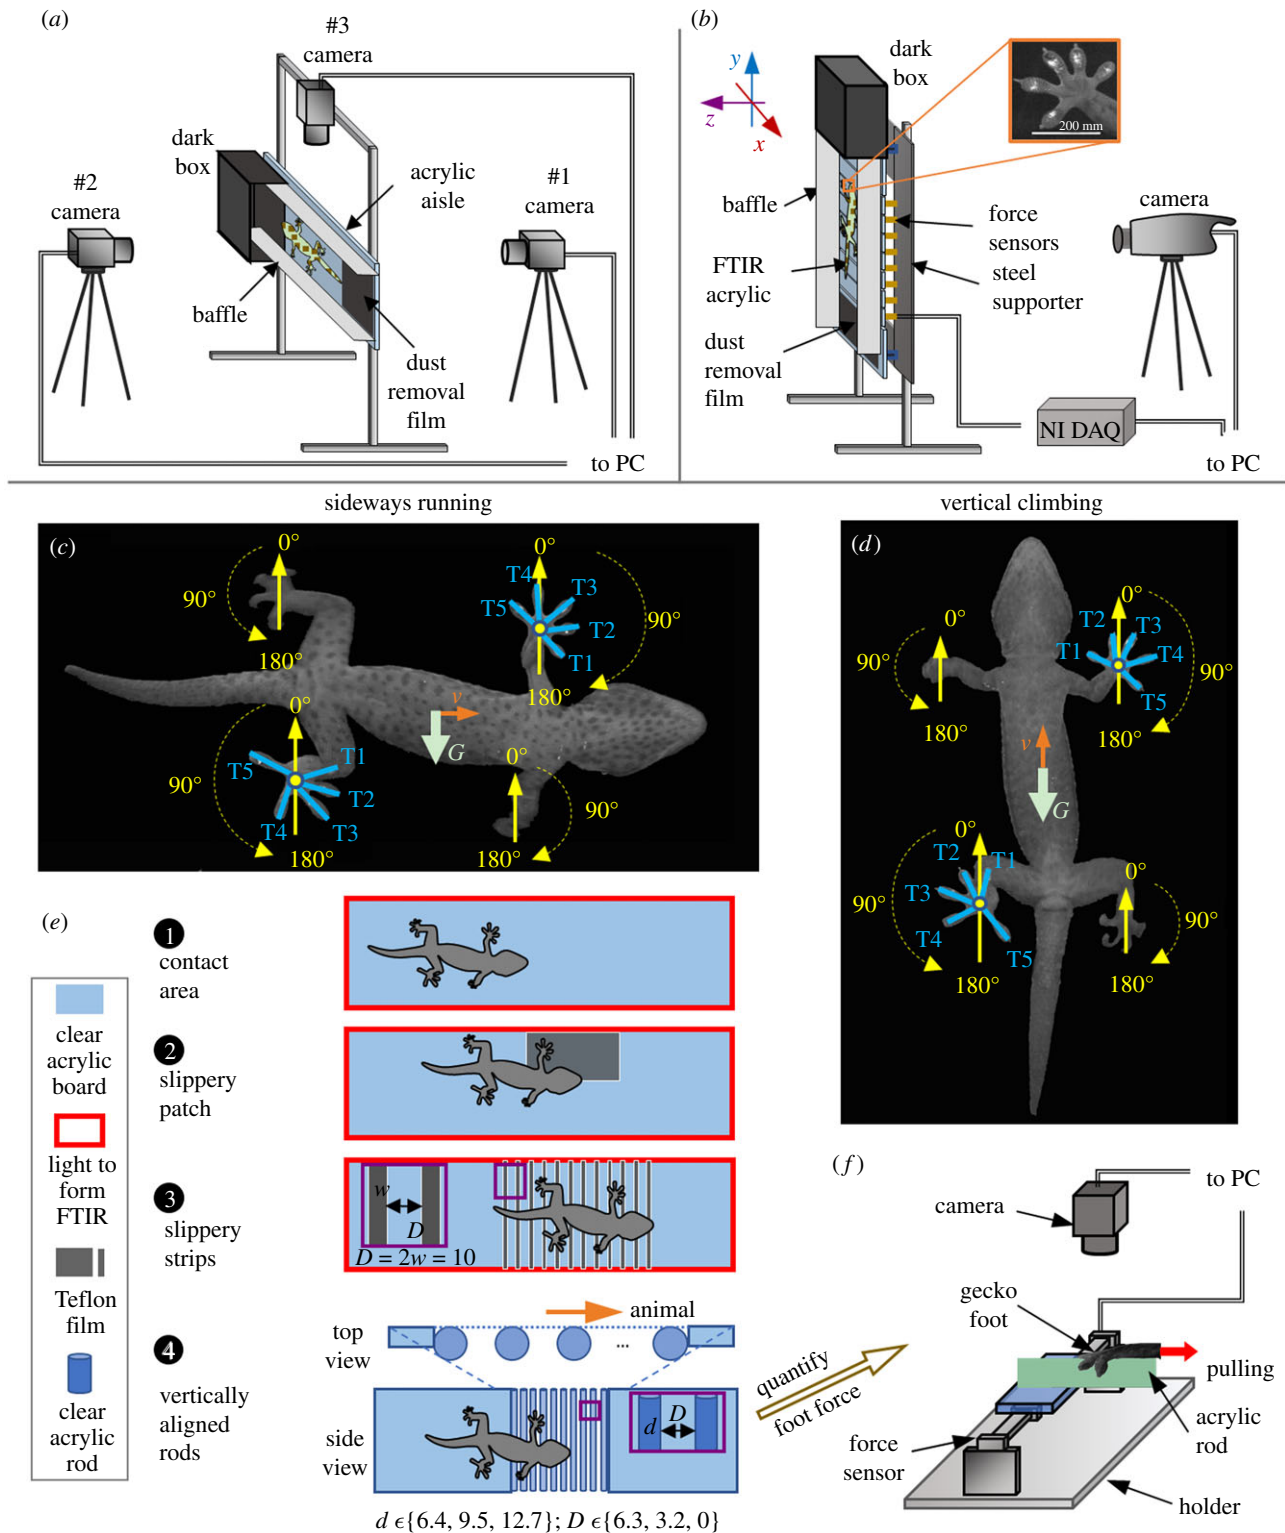 (a)
#3
camera
dark
box
#2
camera
acrylic
aisle
#1
camera
baffle
dust
removal
film
to PC
(b)
y
z
x
dark
box
200 mm
baffle
force
sensors
camera
FTIR
acrylic
steel
supporter
dust
removal
film
NI DAQ
to PC
sideways running
(c)
0°
90°
180°
0°
T4
T3
T5
T2
T1
90°
180°
v
G
0°
T5
T1
90°
T2
T4
T3
180°
0°
90°
180°
vertical climbing
(d)
0°
90°
180°
0°
T2
T3
T1
T4
T5
90°
180°
v
G
0°
T2
T1
T3
90°
T4
T5
180°
0°
90°
180°
(e)
clear
acrylic
board
light to
form
FTIR
Teflon
film
clear
acrylic
rod
1
contact
area
2
slippery
patch
3
slippery
strips
w
D
D = 2w = 10
4
vertically
aligned
rods
animal
top
view
...
side
view
d
D
d ϵ{6.4, 9.5, 12.7}; D ϵ{6.3, 3.2, 0}
quantify
foot force
(f)
to PC
camera
gecko
foot
pulling
acrylic
rod
force
sensor
holder